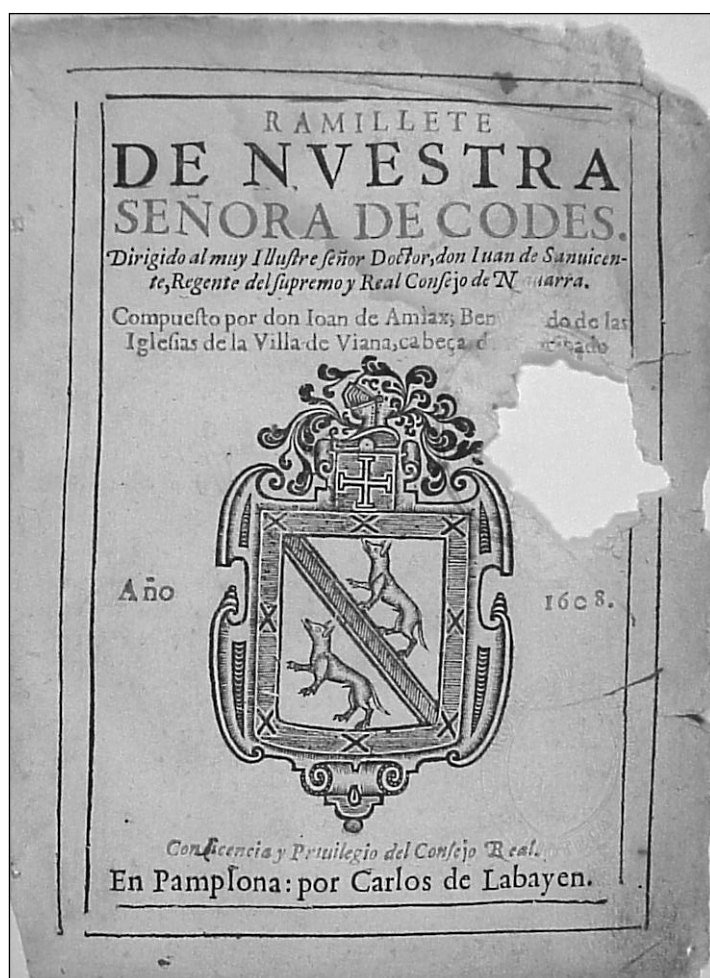 RAMILLETE
DE NVESTRA
SEÑORA DE CODES.
Dirigido al muy Illuſtre ſeñor Doctor, don Iuan de Sanuicen-
te, Regente del ſupremo y Real Conſejo de N uarra.
Compueſto por don Ioan de Amiax; Ben do de las
Igleſias de la Villa de Viana, cabeça d
Año 1608.
Con licencia y Priuilegio del Conſejo Real.
En Pamplona: por Carlos de Labayen.